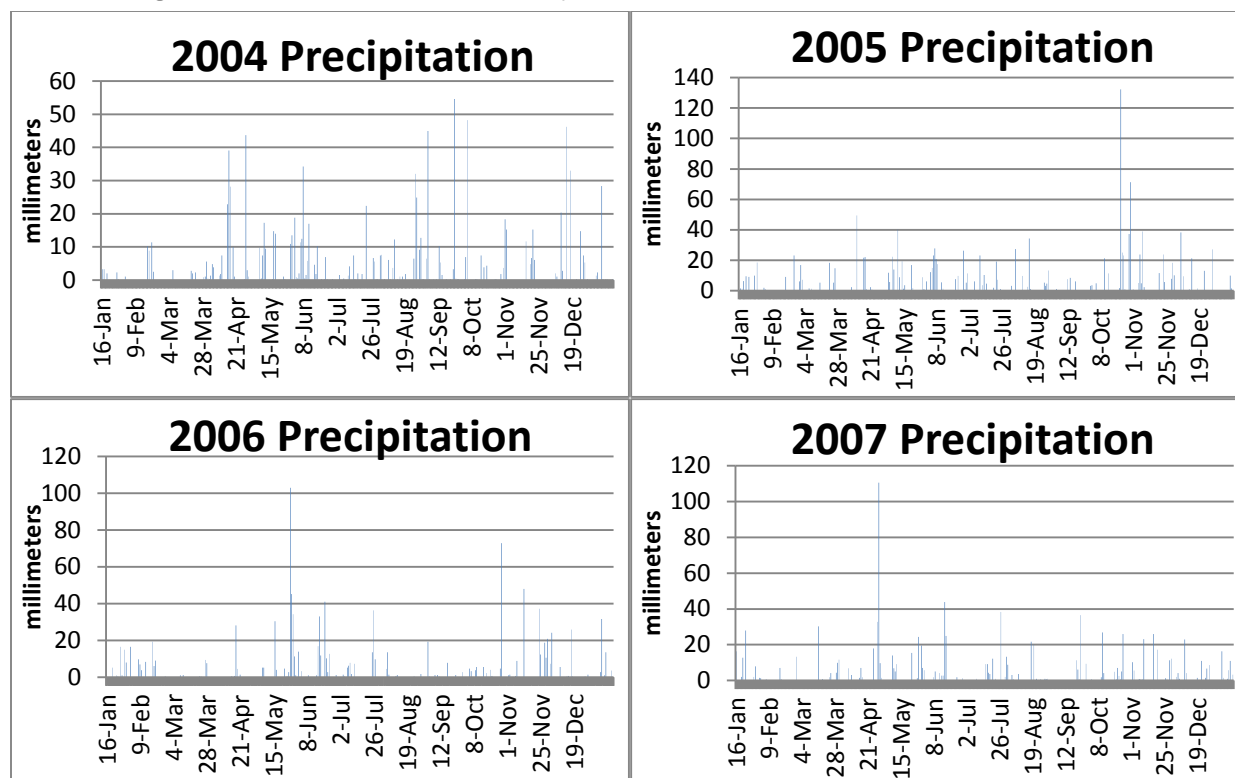 2004 Precipitation
60
50
40
30
20
10
0
millimeters
16-Jan
9-Feb
4-Mar
28-Mar
21-Apr
15-May
8-Jun
2-Jul
26-Jul
19-Aug
12-Sep
8-Oct
1-Nov
25-Nov
19-Dec
2005 Precipitation
140
120
100
80
60
40
20
0
millimeters
16-Jan
9-Feb
4-Mar
28-Mar
21-Apr
15-May
8-Jun
2-Jul
26-Jul
19-Aug
12-Sep
8-Oct
1-Nov
25-Nov
19-Dec
2006 Precipitation
120
100
80
60
40
20
0
millimeters
16-Jan
9-Feb
4-Mar
28-Mar
21-Apr
15-May
8-Jun
2-Jul
26-Jul
19-Aug
12-Sep
8-Oct
1-Nov
25-Nov
19-Dec
2007 Precipitation
120
100
80
60
40
20
0
millimeters
16-Jan
9-Feb
4-Mar
28-Mar
21-Apr
15-May
8-Jun
2-Jul
26-Jul
19-Aug
12-Sep
8-Oct
1-Nov
25-Nov
19-Dec